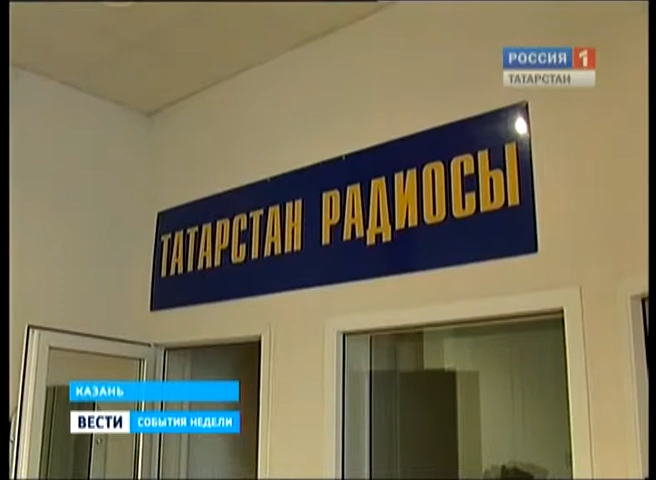 РОССИЯ 1
ТАТАРСТАН
ТАТАРСТАН РАДИОСЫ
КАЗАНЬ
ВЕСТИ СОБЫТИЯ НЕДЕЛИ